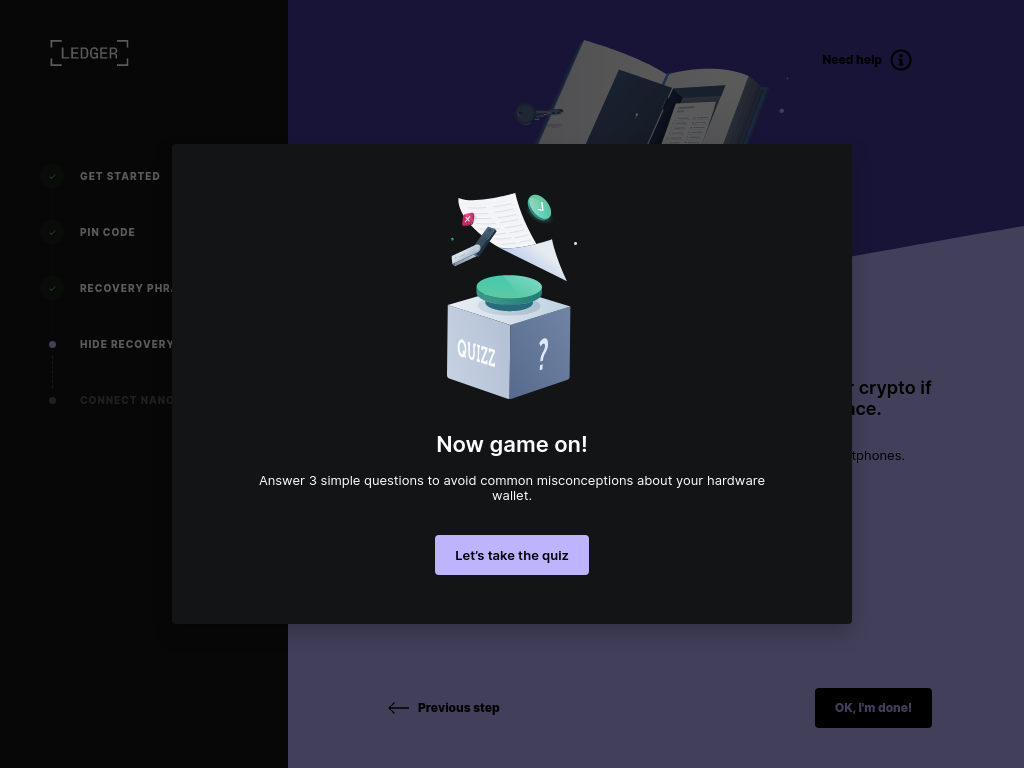 LEDGER
Need help
GET STARTED
PIN CODE
RECOVERY PHR
HIDE RECOVERY
CONNECT NANO
crypto if
tphones.
QUIZZ
?
Now game on!
Answer 3 simple questions to avoid common misconceptions about your hardware
wallet.
Let's take the quiz
Previous step
OK, I'm done!